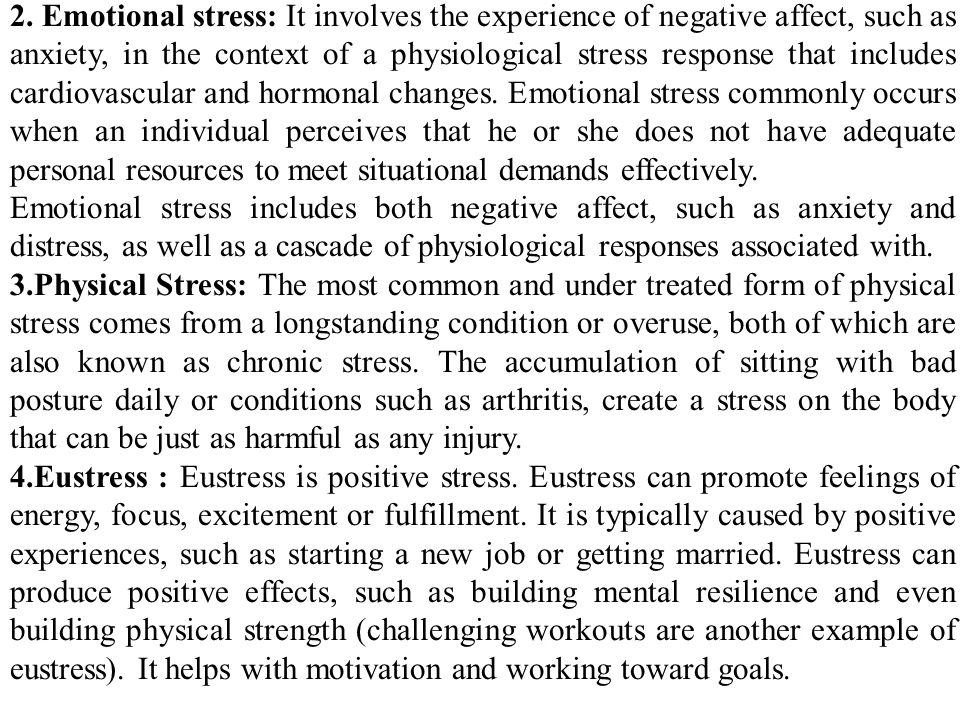 2. Emotional stress: It involves the experience of negative affect, such as
anxiety, in the context of a physiological stress response that includes
cardiovascular and hormonal changes. Emotional stress commonly occurs
when an individual perceives that he or she does not have adequate
personal resources to meet situational demands effectively.
Emotional stress includes both negative affect, such as anxiety and
distress, as well as a cascade of physiological responses associated with.
3.Physical Stress: The most common and under treated form of physical
stress comes from a longstanding condition or overuse, both of which are
also known as chronic stress. The accumulation of sitting with bad
posture daily or conditions such as arthritis, create a stress on the body
that can be just as harmful as any injury.
4.Eustress : Eustress is positive stress. Eustress can promote feelings of
energy, focus, excitement or fulfillment. It is typically caused by positive
experiences, such as starting a new job or getting married. Eustress can
produce positive effects, such as building mental resilience and even
building physical strength (challenging workouts are another example of
eustress). It helps with motivation and working toward goals.